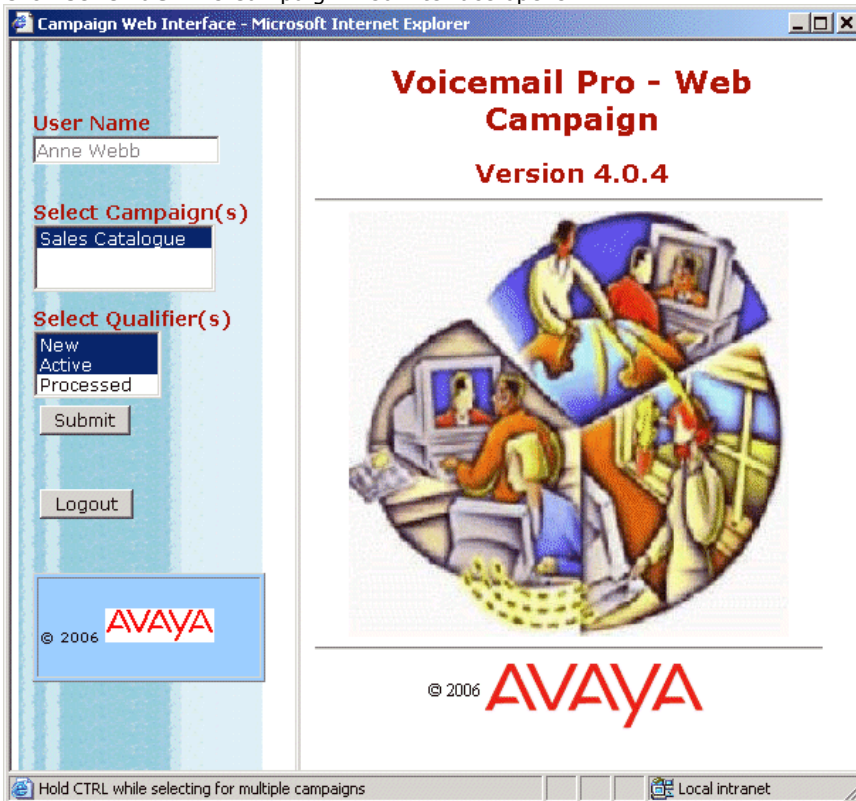 Campaign Web Interface - Microsoft Internet Explorer
User Name
Anne Webb
Select Campaign(s)
Sales Catalogue
Select Qualifier(s)
New
Active
Processed
Submit
Logout
© 2006 AVAYA
Voicemail Pro - Web
Campaign
Version 4.0.4
© 2006 AVAYA
Hold CTRL while selecting for multiple campaigns
Local intranet